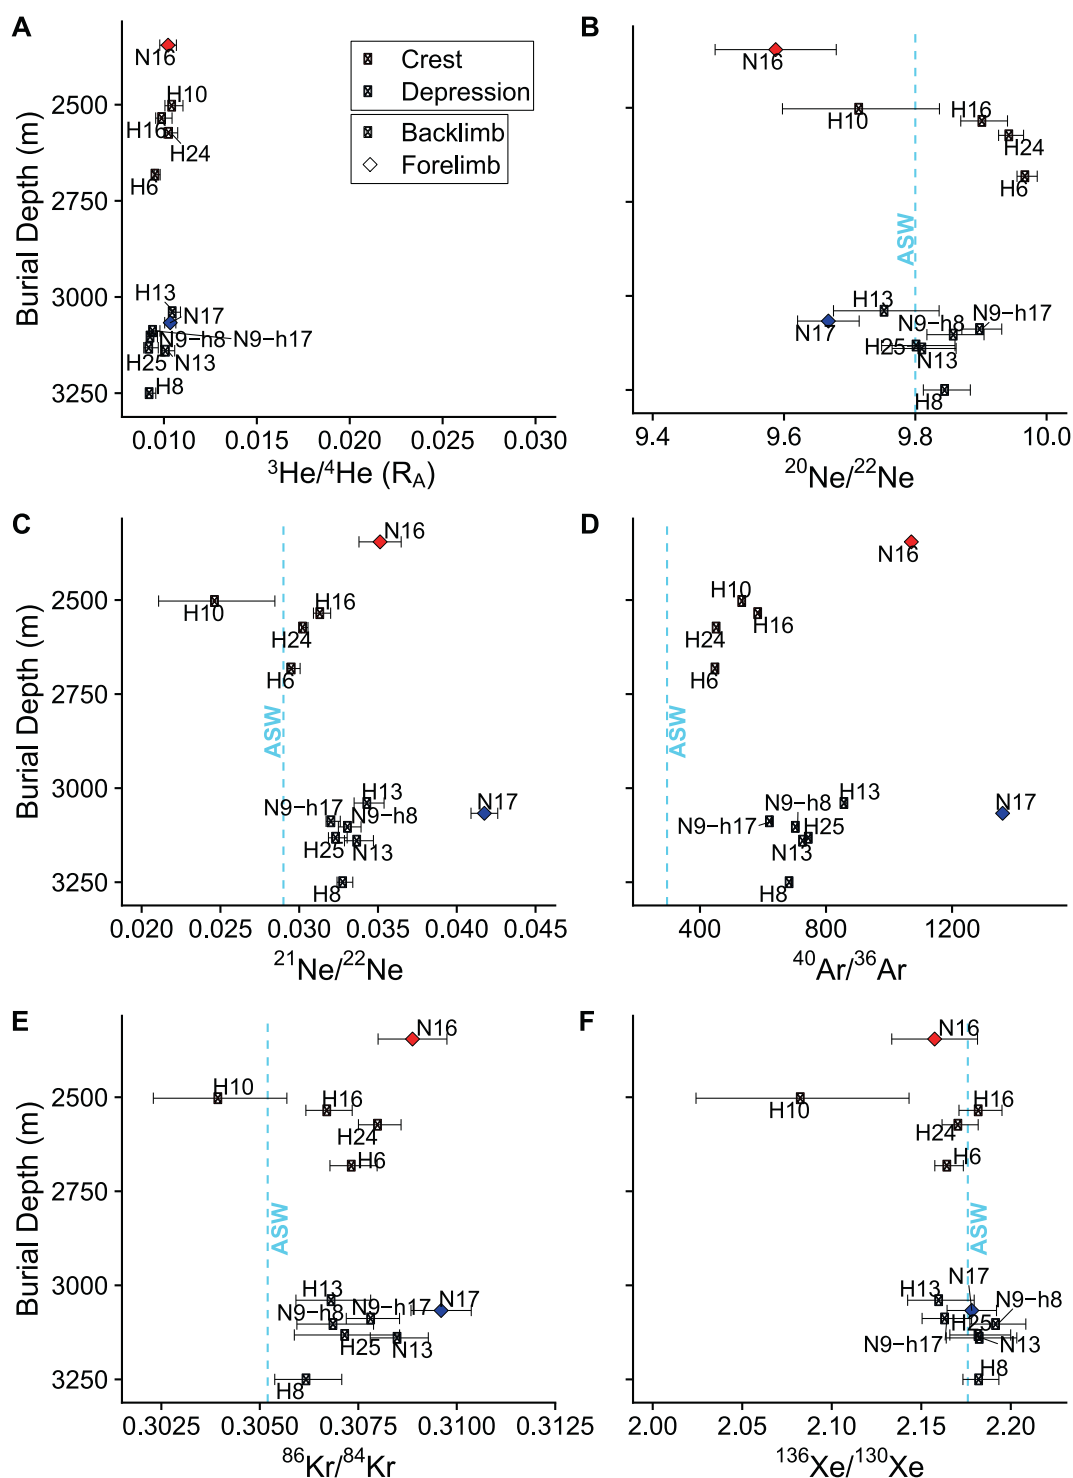 A
N16
H10
H16
H24
H6
H13
N17
N9−h8
N9−h17
H25
N13
H8
Crest
Depression
Backlimb
Forelimb
2500
2750
3000
3250
Burial Depth (m)
0.010
0.015
0.020
0.025
0.030
³He/⁴He (R_A)
B
N16
H10
H16
H24
H6
ASW
H13
N17
N9−h8
N9−h17
H25
N13
H8
9.4
9.6
9.8
10.0
²⁰Ne/²²Ne
C
N16
H10
H16
H24
H6
ASW
H13
N17
N9−h17
N9−h8
H25
N13
H8
2500
2750
3000
3250
Burial Depth (m)
0.020
0.025
0.030
0.035
0.040
0.045
²¹Ne/²²Ne
D
N16
H10
H16
H24
H6
ASW
H13
N17
N9−h8
N9−h17
H25
N13
H8
400
800
1200
⁴⁰Ar/³⁶Ar
E
N16
H10
H16
H24
H6
ASW
H13
N17
N9−h8
N9−h17
H25
N13
H8
2500
2750
3000
3250
Burial Depth (m)
0.3025
0.3050
0.3075
0.3100
0.3125
⁸⁶Kr/⁸⁴Kr
F
N16
H10
H16
H24
H6
ASW
N17
H13
N9−h8
H25
N9−h17
N13
H8
2.00
2.05
2.10
2.15
2.20
¹³⁶Xe/¹³⁰Xe